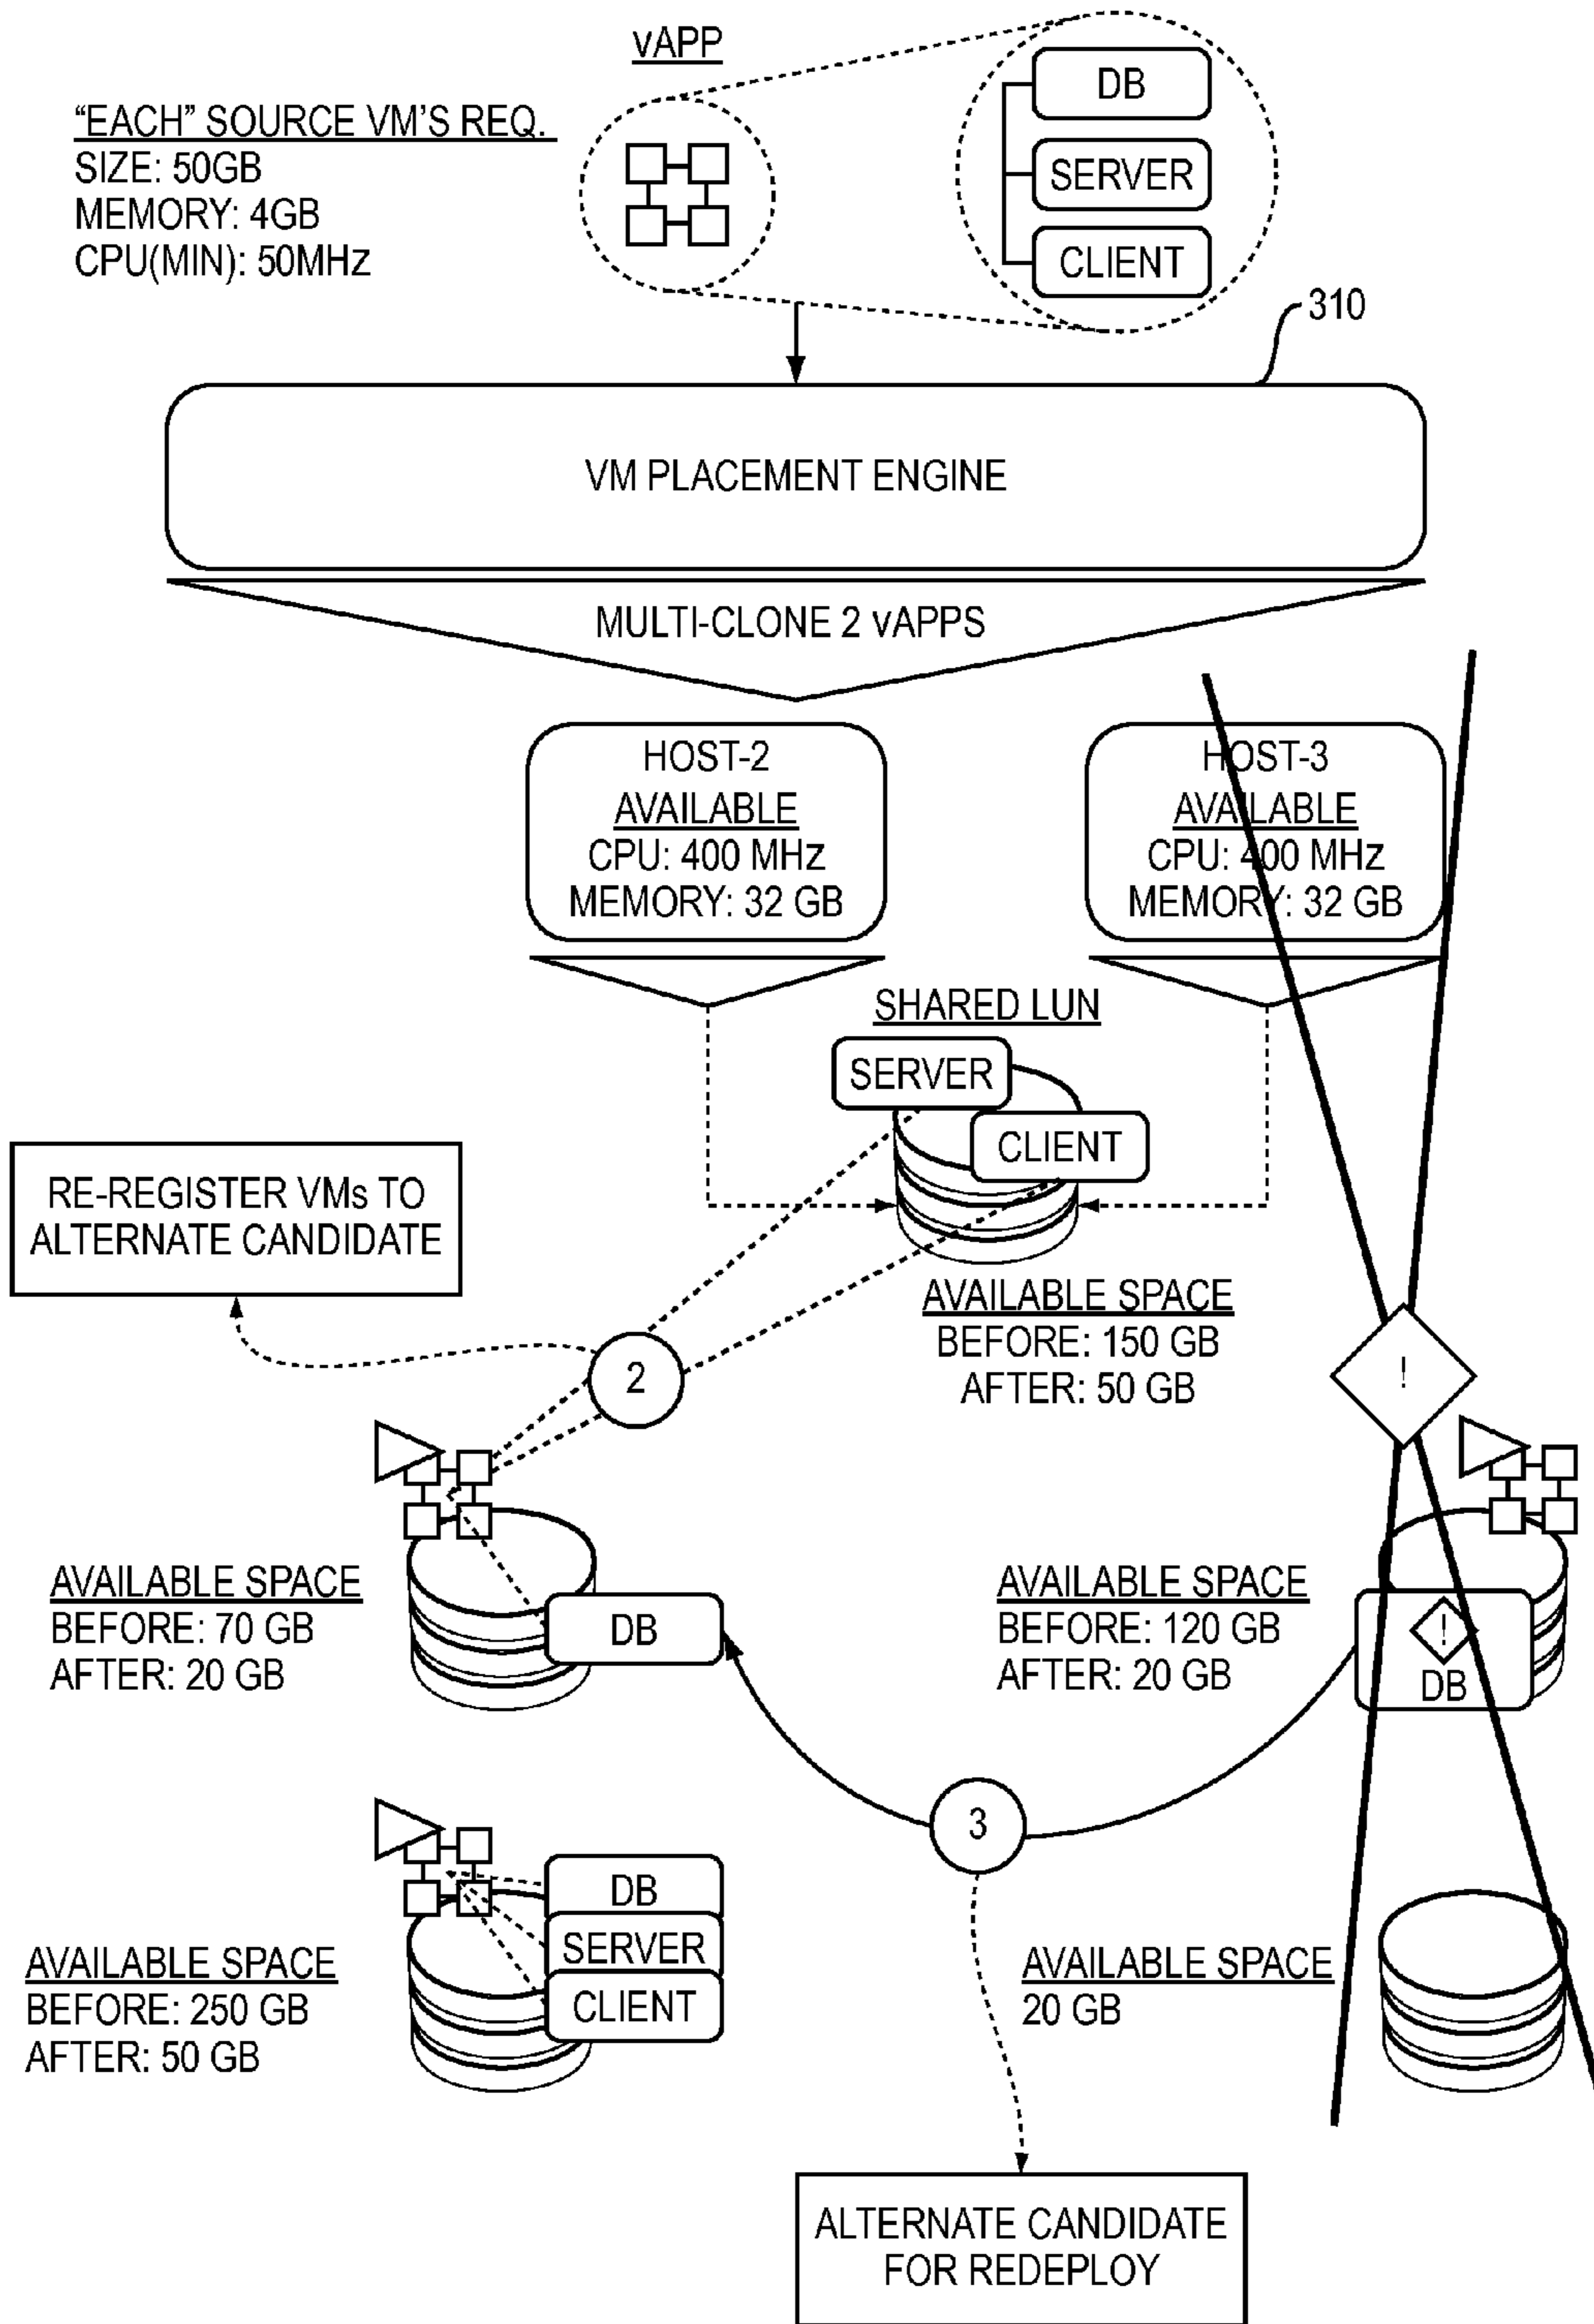 vAPP
"EACH" SOURCE VM'S REQ.
SIZE: 50GB
MEMORY: 4GB
CPU(MIN): 50MHz
DB
SERVER
CLIENT
310
VM PLACEMENT ENGINE
MULTI-CLONE 2 vAPPS
HOST-2
AVAILABLE
CPU: 400 MHz
MEMORY: 32 GB
HOST-3
AVAILABLE
CPU: 400 MHz
MEMORY: 32 GB
SHARED LUN
SERVER
CLIENT
RE-REGISTER VMs TO
ALTERNATE CANDIDATE
AVAILABLE SPACE
BEFORE: 150 GB
AFTER: 50 GB
2
!
AVAILABLE SPACE
BEFORE: 70 GB
AFTER: 20 GB
DB
AVAILABLE SPACE
BEFORE: 120 GB
AFTER: 20 GB
!
DB
3
AVAILABLE SPACE
BEFORE: 250 GB
AFTER: 50 GB
DB
SERVER
CLIENT
AVAILABLE SPACE
20 GB
ALTERNATE CANDIDATE
FOR REDEPLOY